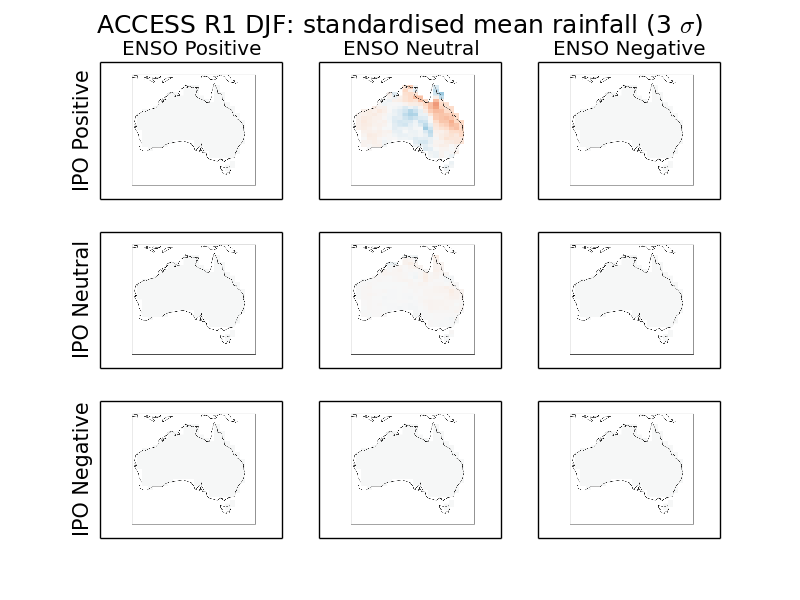 ACCESS R1 DJF: standardised mean rainfall (3 σ)
ENSO Positive
ENSO Neutral
ENSO Negative
IPO Positive
IPO Neutral
IPO Negative